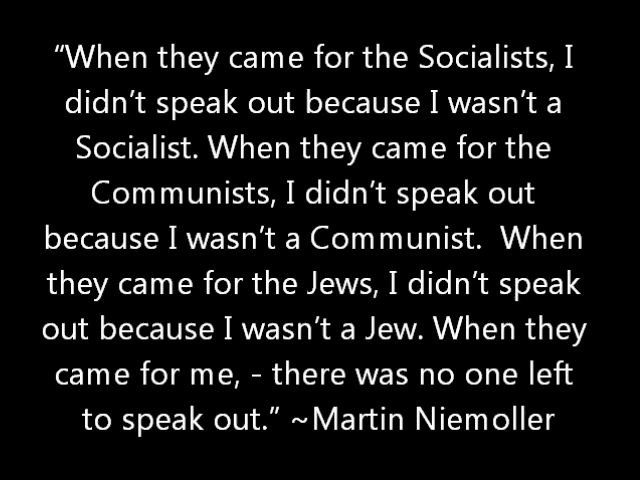 “When they came for the Socialists, I
didn’t speak out because I wasn’t a
Socialist. When they came for the
Communists, I didn’t speak out
because I wasn’t a Communist.  When
they came for the Jews, I didn’t speak
out because I wasn’t a Jew. When they
came for me, - there was no one left
to speak out.” ~Martin Niemoller